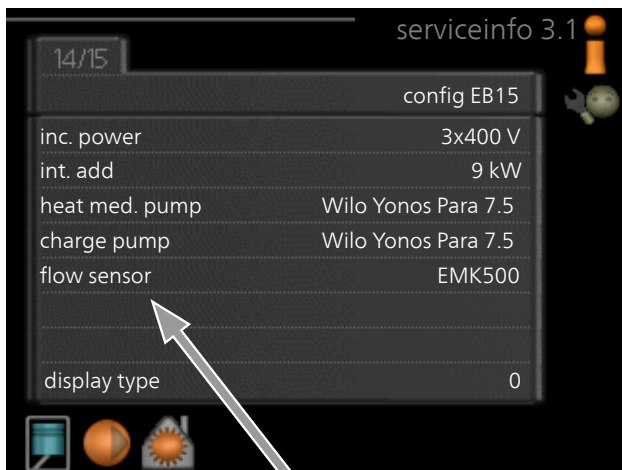 serviceinfo 3.1
14/15
config EB15
inc. power 3x400 V
int. add 9 kW
heat med. pump Wilo Yonos Para 7.5
charge pump Wilo Yonos Para 7.5
flow sensor EMK500
display type 0